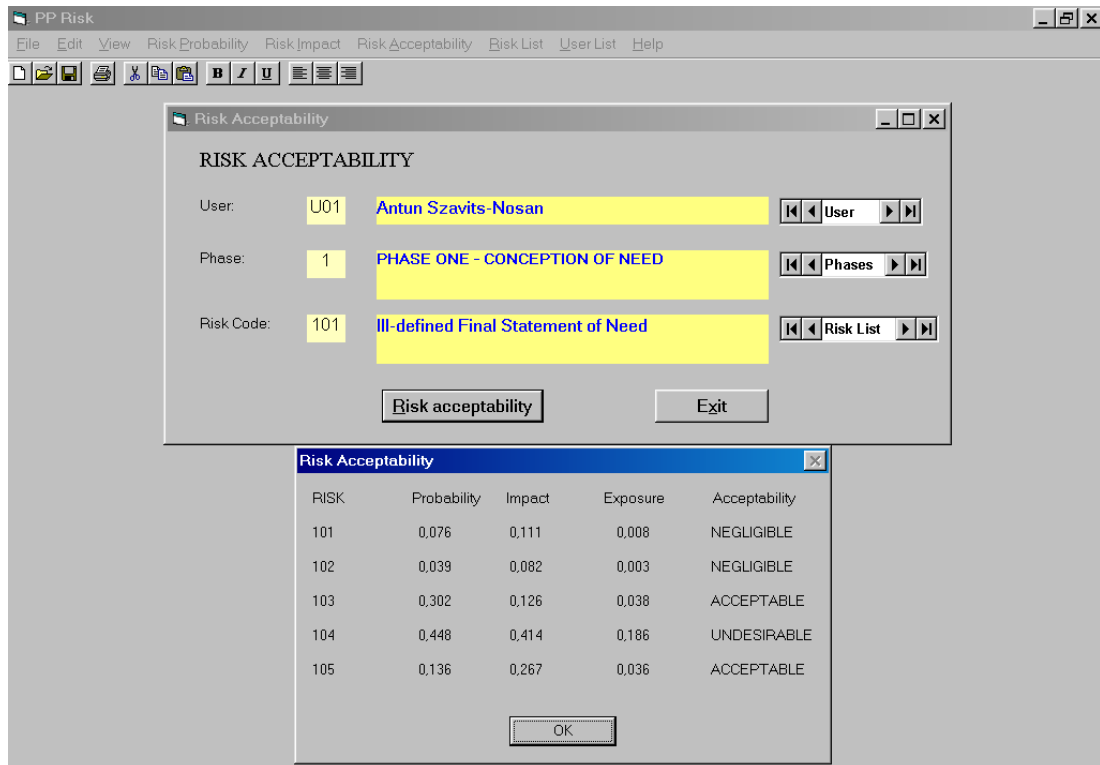 PP Risk
File Edit View Risk Probability Risk Impact Risk Acceptability Risk List User List Help
B I U
Risk Acceptability
RISK ACCEPTABILITY
User: U01 Antun Szavits-Nosan User
Phase: 1 PHASE ONE - CONCEPTION OF NEED Phases
Risk Code: 101 Ill-defined Final Statement of Need Risk List
Risk acceptability Exit
Risk Acceptability
RISK Probability Impact Exposure Acceptability
101 0,076 0,111 0,008 NEGLIGIBLE
102 0,039 0,082 0,003 NEGLIGIBLE
103 0,302 0,126 0,038 ACCEPTABLE
104 0,448 0,414 0,186 UNDESIRABLE
105 0,136 0,267 0,036 ACCEPTABLE
OK